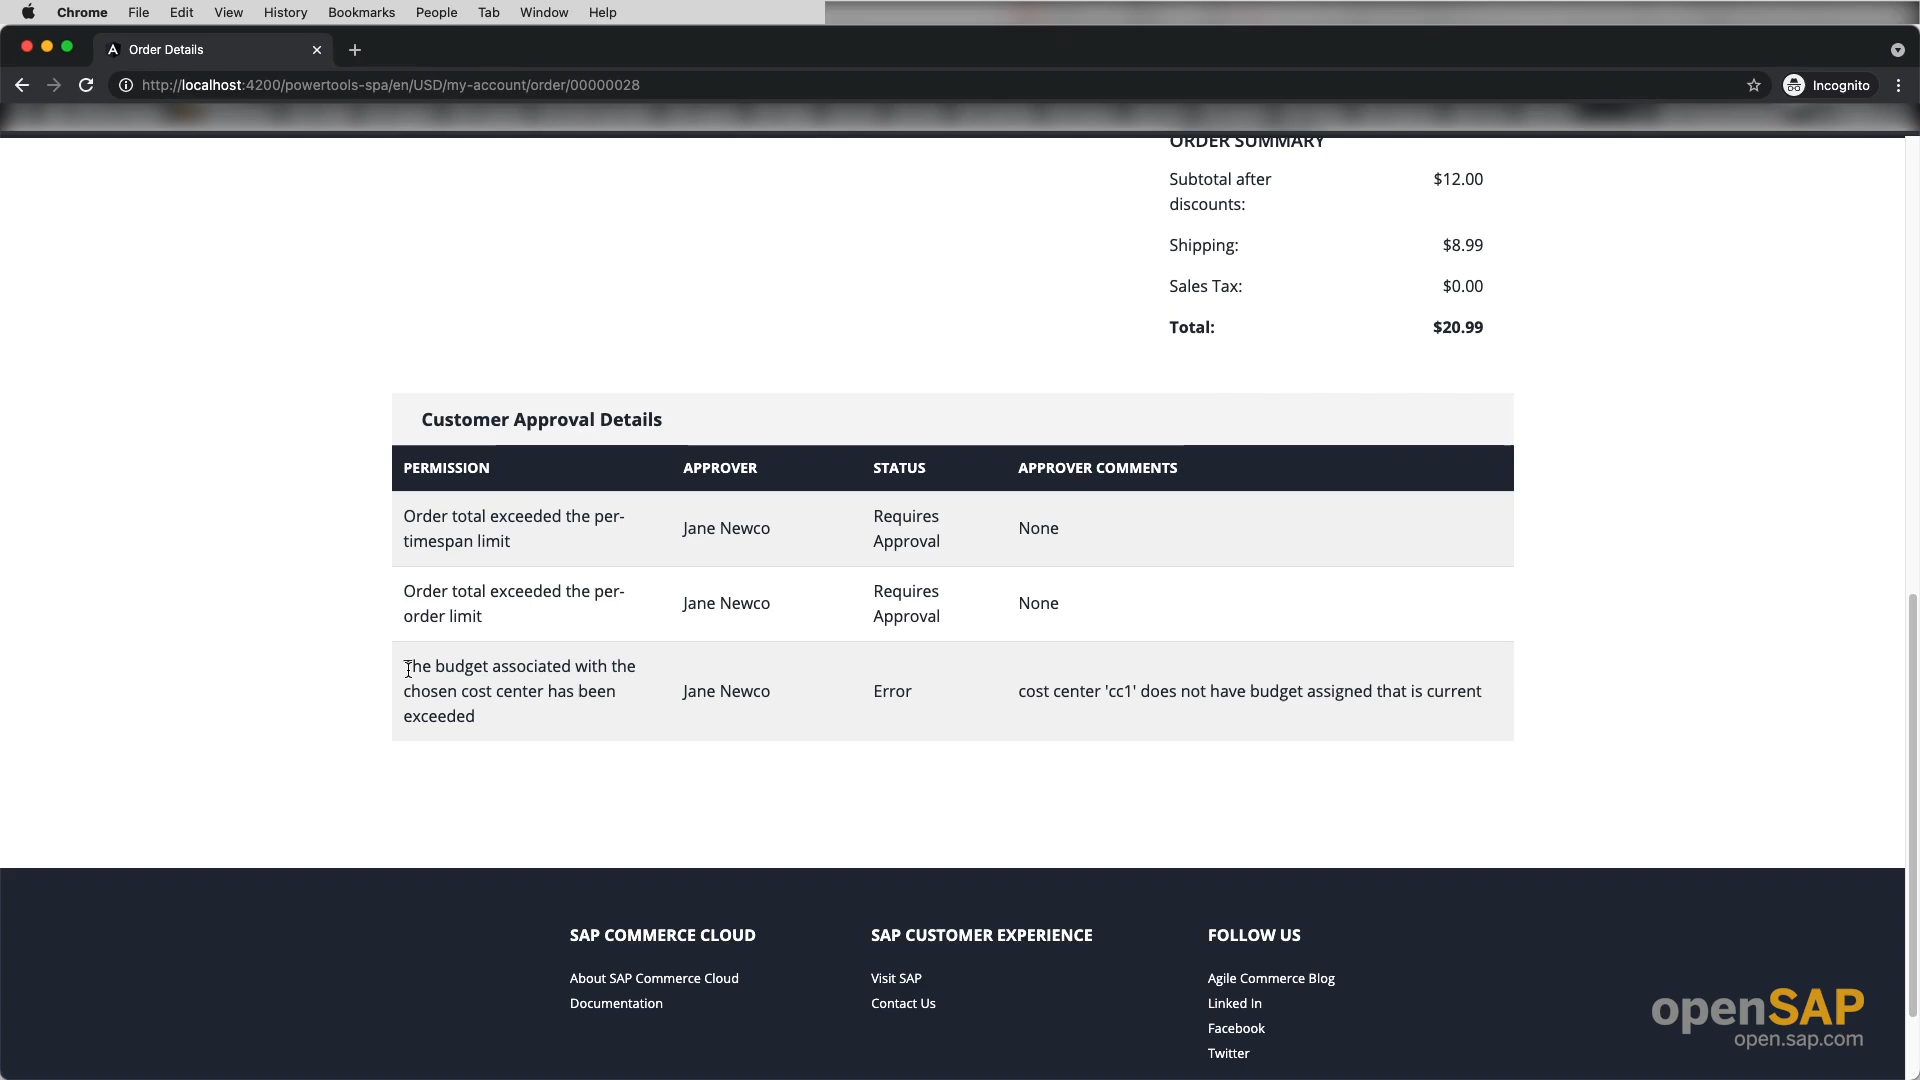 Chrome File Edit View History Bookmarks People Tab Window Help
Order Details
http://localhost:4200/powertools-spa/en/USD/my-account/order/00000028
Incognito
ORDER SUMMARY
Subtotal after
discounts:
$12.00
Shipping:
$8.99
Sales Tax:
$0.00
Total:
$20.99
Customer Approval Details
PERMISSION APPROVER STATUS APPROVER COMMENTS
Order total exceeded the per-
timespan limit
Jane Newco
Requires
Approval
None
Order total exceeded the per-
order limit
Jane Newco
Requires
Approval
None
The budget associated with the
chosen cost center has been
exceeded
Jane Newco
Error
cost center 'cc1' does not have budget assigned that is current
SAP COMMERCE CLOUD
About SAP Commerce Cloud
Documentation
SAP CUSTOMER EXPERIENCE
Visit SAP
Contact Us
FOLLOW US
Agile Commerce Blog
Linked In
Facebook
Twitter
openSAP
open.sap.com